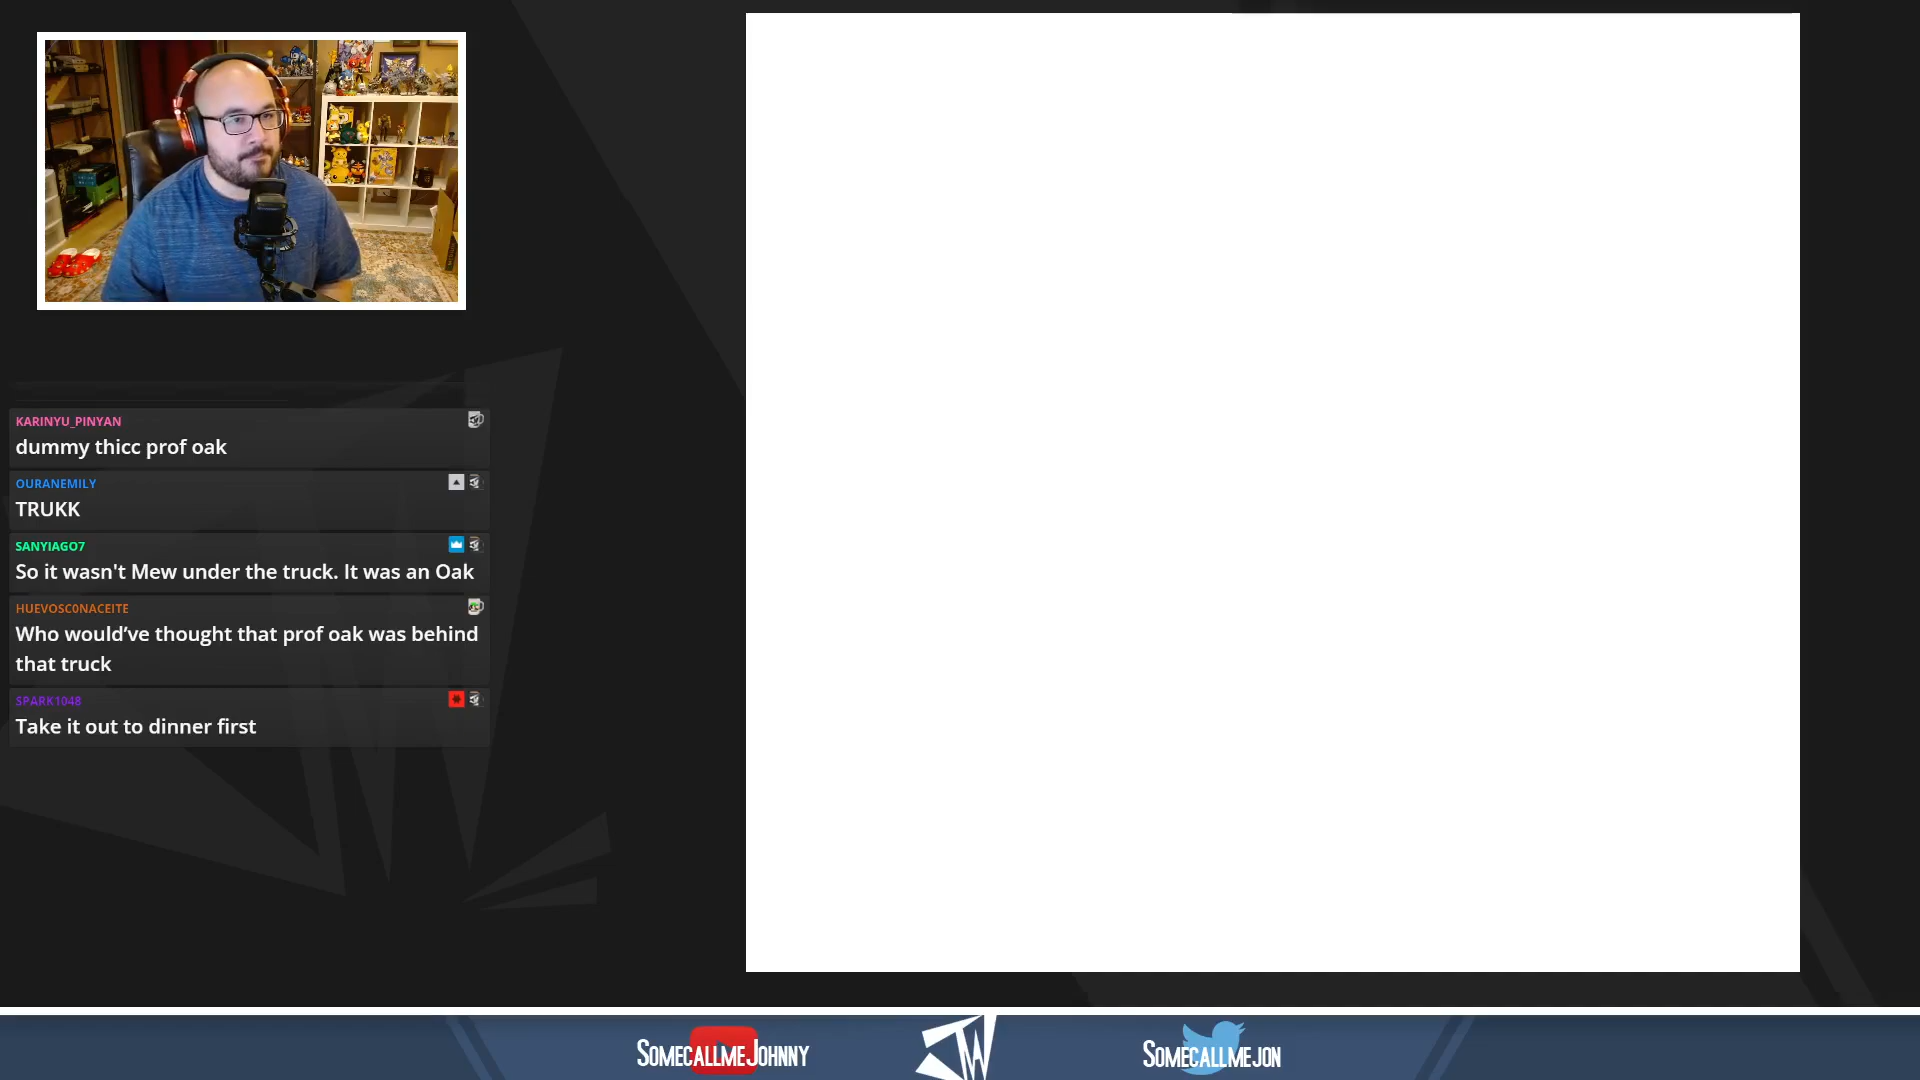 KARINYU_PINYAN
dummy thicc prof oak
OURANEMILY
TRUKK
SANYIAGO7
So it wasn't Mew under the truck. It was an Oak
HUEVOSC0NACEITE
Who would’ve thought that prof oak was behind
that truck
SPARK1048
Take it out to dinner first
SOMECALLMEJOHNNY
SOMECALLMEJON